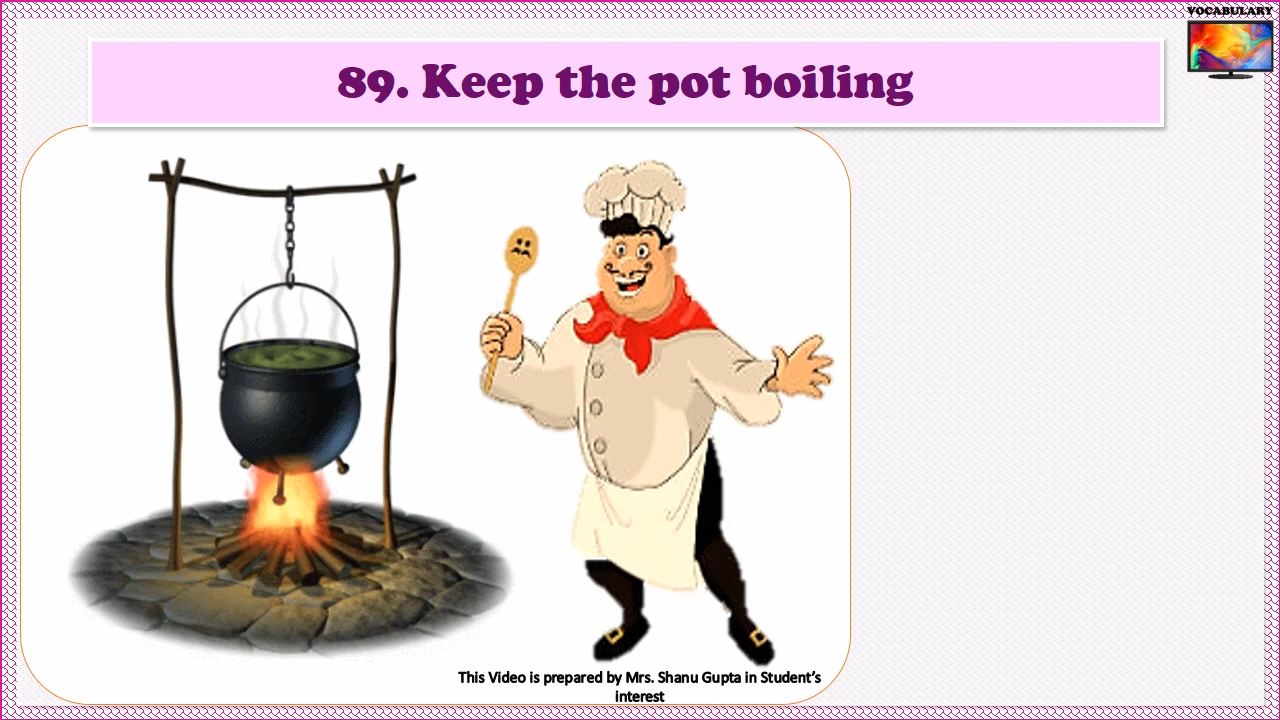 VOCABULARY
89. Keep the pot boiling
This Video is prepared by Mrs. Shanu Gupta in Student’s
interest